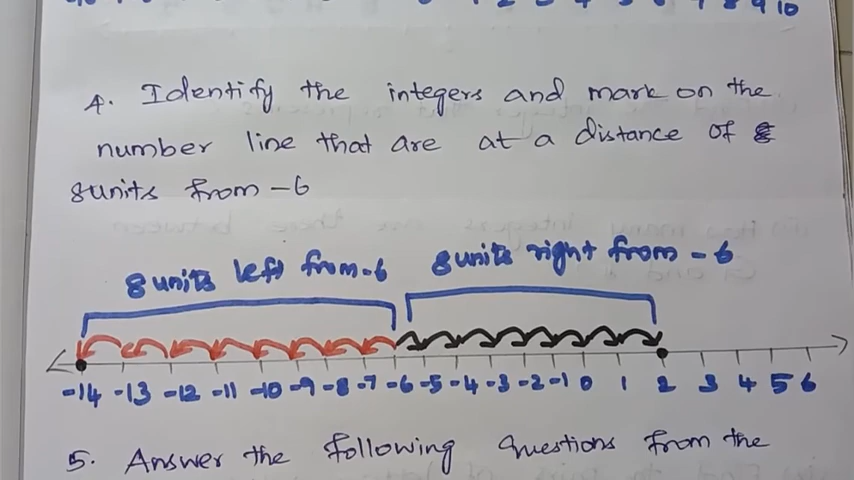 9 10
4. Identify the integers and mark on the
number line that are at a distance of
8units from -6
8 units left from -6 8 units right from -6
-14 -13 -12 -11 -10 -9 -8 -7 -6 -5 -4 -3 -2 -1 0 1 2 3 4 5 6
5. Answer the following Questions from the